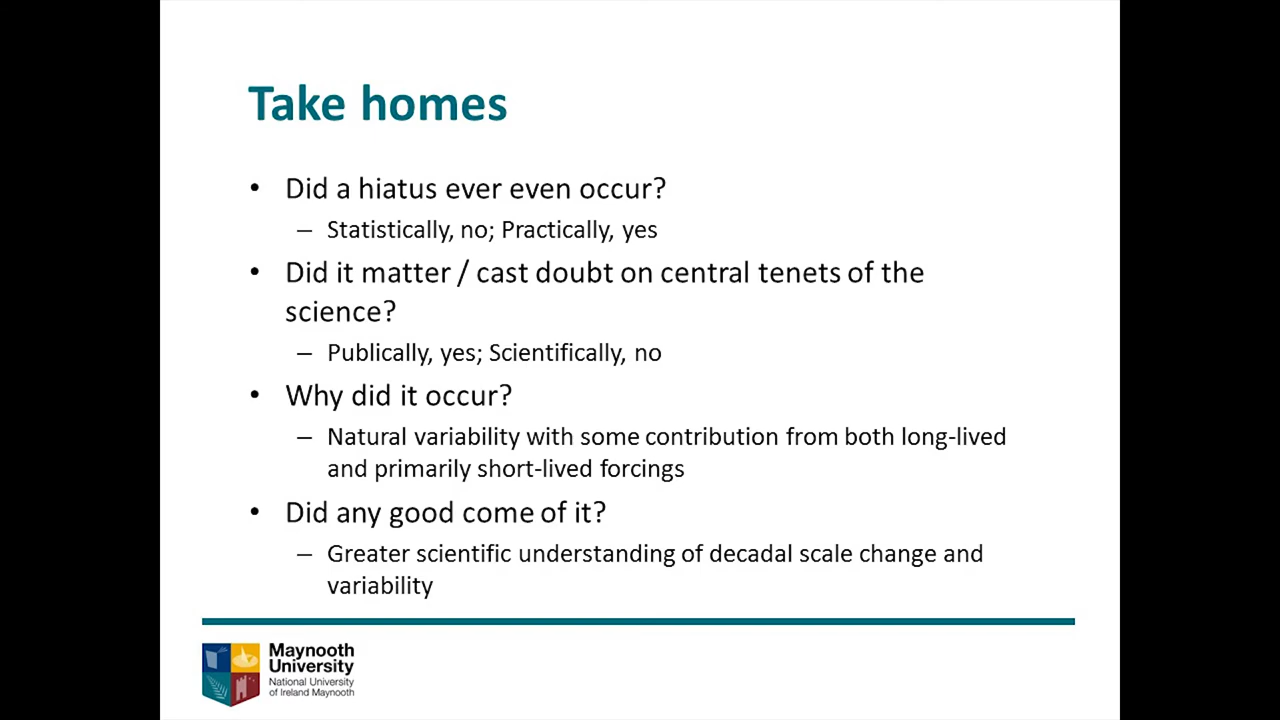 Take homes
• Did a hiatus ever even occur?
– Statistically, no; Practically, yes
• Did it matter / cast doubt on central tenets of the
science?
– Publically, yes; Scientifically, no
• Why did it occur?
– Natural variability with some contribution from both long-lived
and primarily short-lived forcings
• Did any good come of it?
– Greater scientific understanding of decadal scale change and
variability
Maynooth
University
National University
of Ireland Maynooth